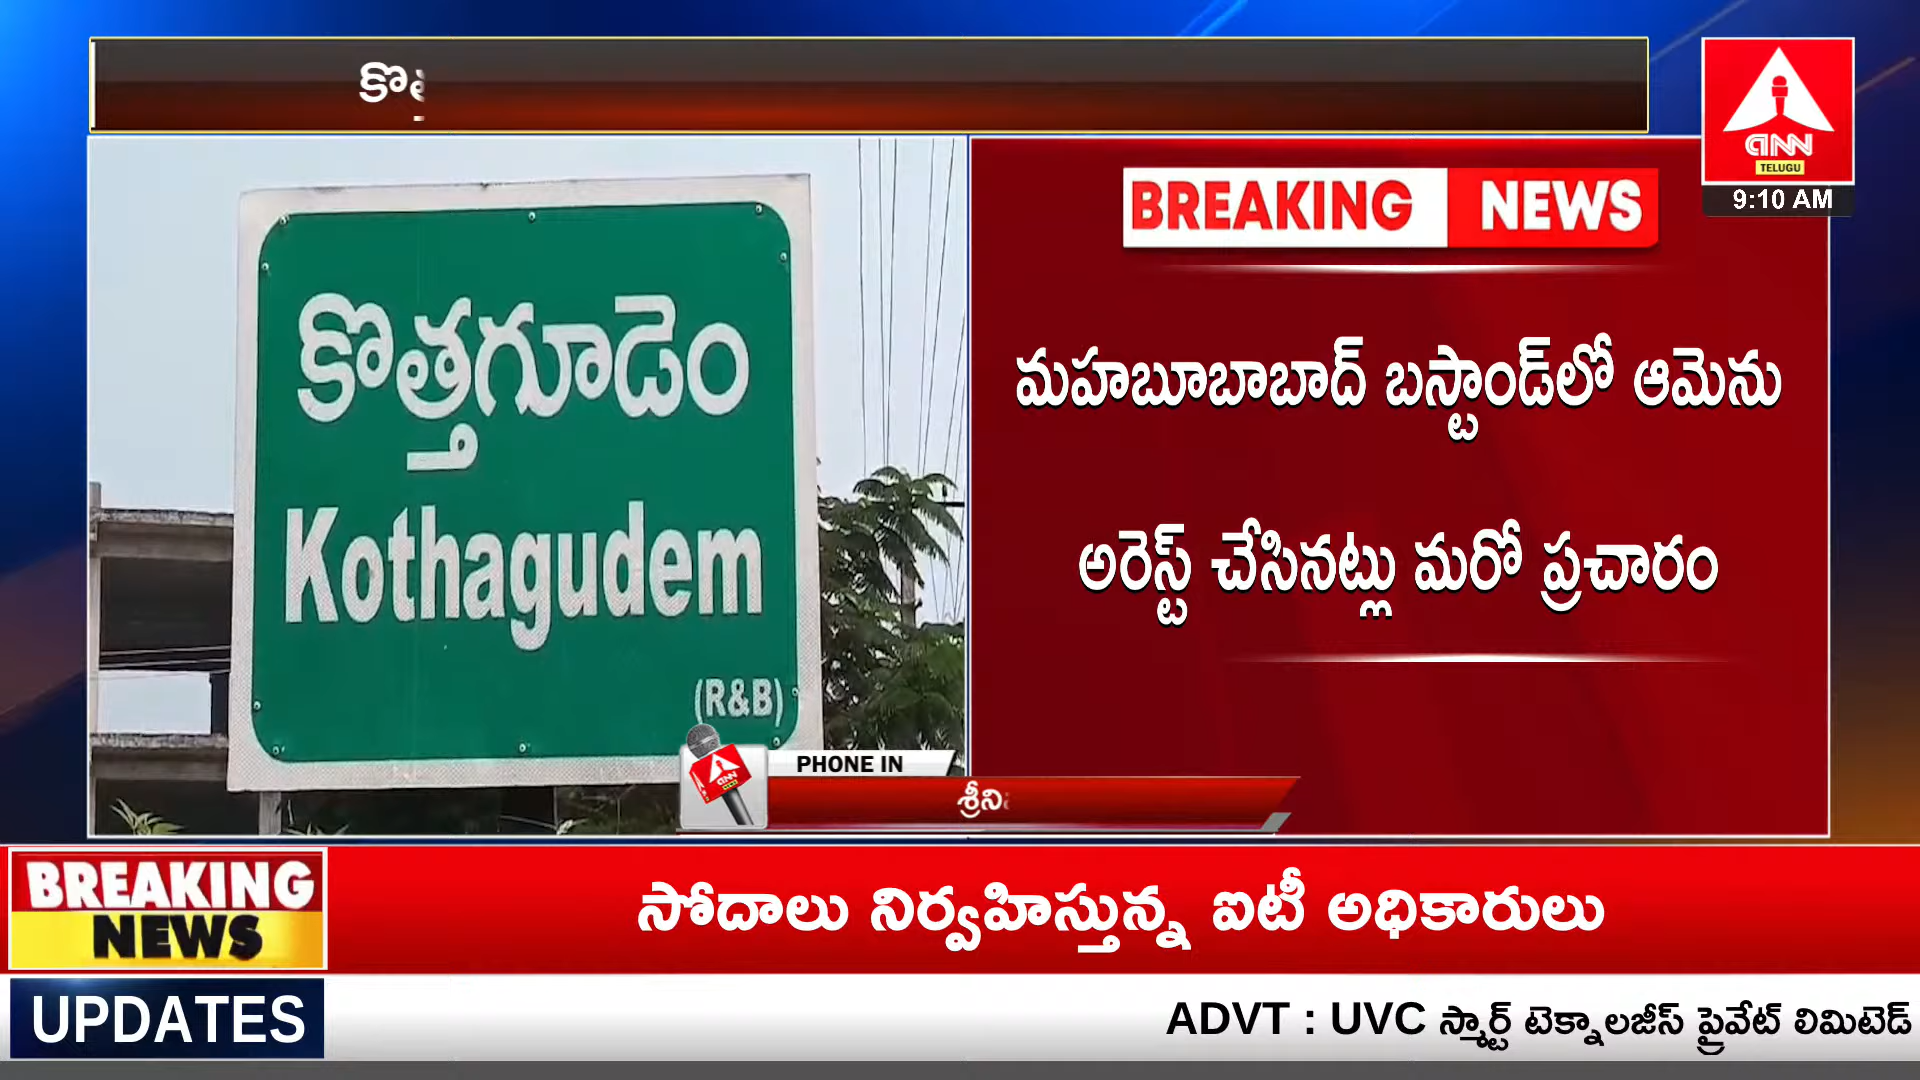 BREAKING NEWS
ANN
TELUGU
9:10 AM
కొత్తగూడెం
Kothagudem
(R&B)
మహబూబాబాద్ బస్టాండ్‌లో ఆమెను
అరెస్ట్ చేసినట్లు మరో ప్రచారం
PHONE IN
BREAKING
NEWS
సోదాలు నిర్వహిస్తున్న ఐటీ అధికారులు
UPDATES
ADVT : UVC స్మార్ట్ టెక్నాలజీస్ ప్రైవేట్ లిమిటెడ్